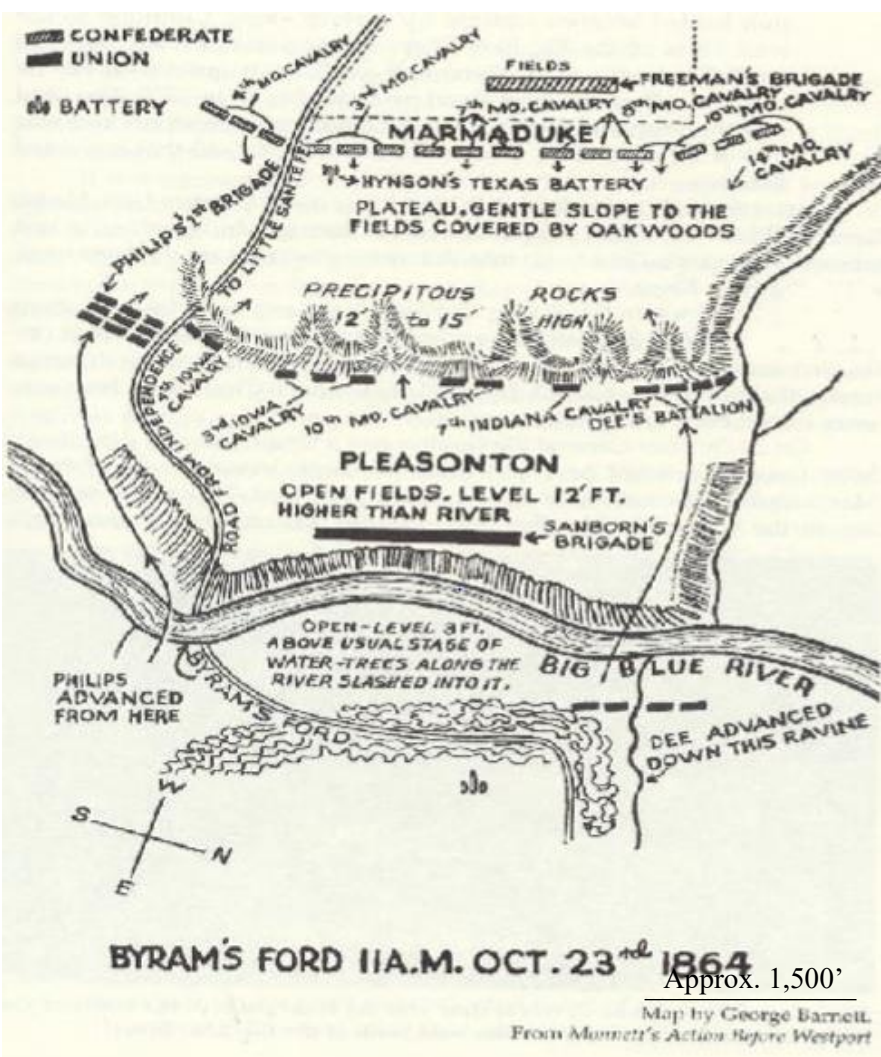 CONFEDERATE
UNION
BATTERY
7th MO. CAVALRY
3rd MO. CAVALRY
FIELDS
FREEMAN'S BRIGADE
MO. CAVALRY
8th MO. CAVALRY
10th MO. CAVALRY
MARMADUKE
14th MO.
CAVALRY
HYNSON'S TEXAS BATTERY
PLATEAU. GENTLE SLOPE TO THE
FIELDS COVERED BY OAKWOODS
PHILIPS' 1st BRIGADE
TO LITTLE SANTE FE
PRECIPITOUS ROCKS
12' to 15' HIGH
ROAD FROM INDEPENDENCE
IOWA
CAVALRY
3rd IOWA
CAVALRY
10th MO. CAVALRY
7th INDIANA CAVALRY
DEE'S BATTALION
PLEASONTON
OPEN FIELDS. LEVEL 12' FT.
HIGHER THAN RIVER
SANBORN'S
BRIGADE
OPEN-LEVEL 3 FT.
ABOVE USUAL STAGE OF
WATER-TREES ALONG THE
RIVER SLASHED INTO IT.
BIG BLUE RIVER
PHILIPS
ADVANCED
FROM HERE
BYRAM'S FORD
DEE ADVANCED
DOWN THIS RAVINE
W
S
N
E
BYRAM'S FORD 11 A.M. OCT. 23rd 1864
Approx. 1,500'
Map by George Barnett.
From Monnett's Action Before Westport